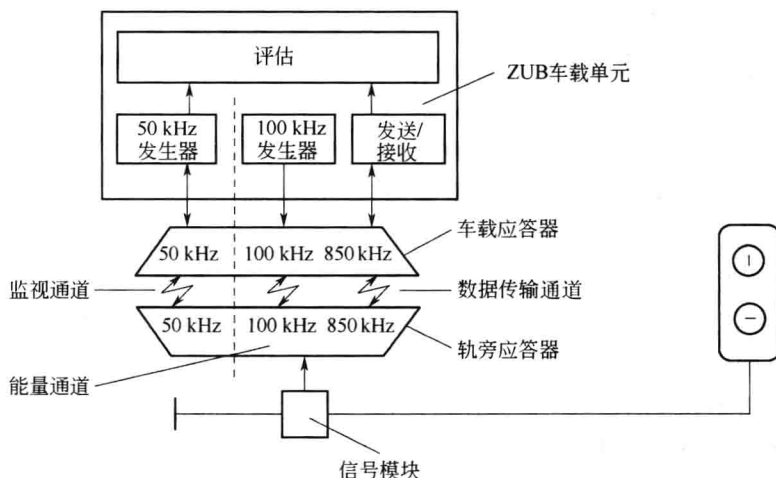 评估
ZUB车载单元
50 kHz
发生器
100 kHz
发生器
发送/
接收
车载应答器
50 kHz
100 kHz
850 kHz
监视通道
数据传输通道
50 kHz
100 kHz
850 kHz
轨旁应答器
能量通道
信号模块